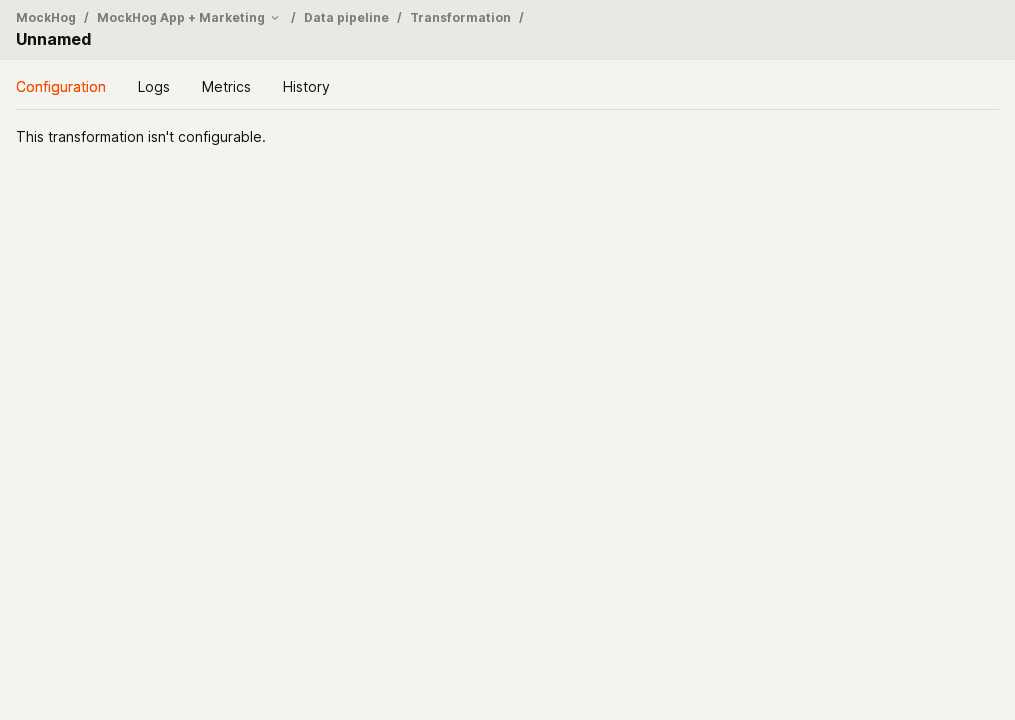 MockHog / MockHog App + Marketing / Data pipeline / Transformation /
Unnamed
Configuration Logs Metrics History
This transformation isn't configurable.